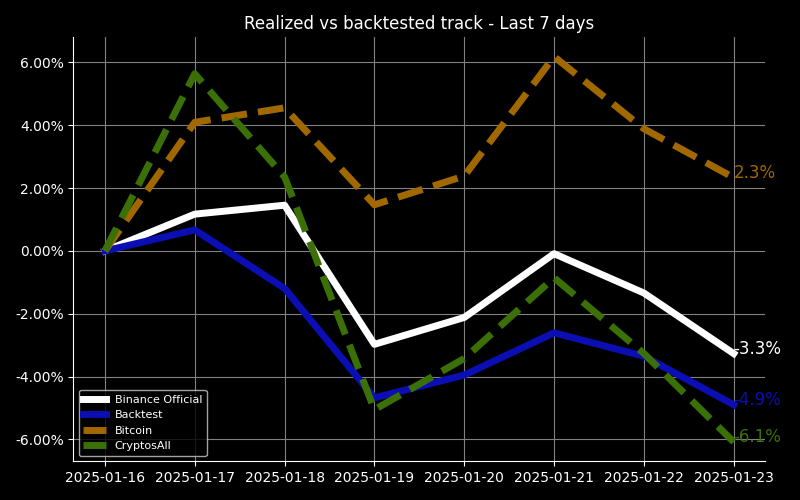 Realized vs backtested track - Last 7 days
6.00%
4.00%
2.00%
0.00%
-2.00%
-4.00%
-6.00%
2.3%
-3.3%
-4.9%
-6.1%
Binance Official
Backtest
Bitcoin
CryptosAll
2025-01-16 2025-01-17 2025-01-18 2025-01-19 2025-01-20 2025-01-21 2025-01-22 2025-01-23